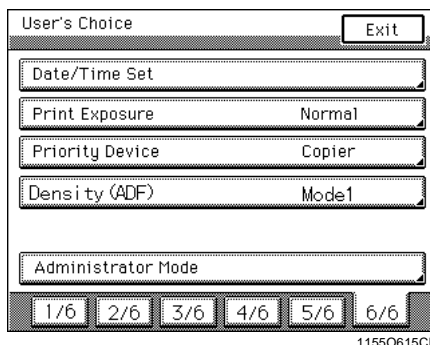 User's Choice Exit
Date/Time Set
Print Exposure Normal
Priority Device Copier
Density (ADF) Mode1
Administrator Mode
1/6 2/6 3/6 4/6 5/6 6/6